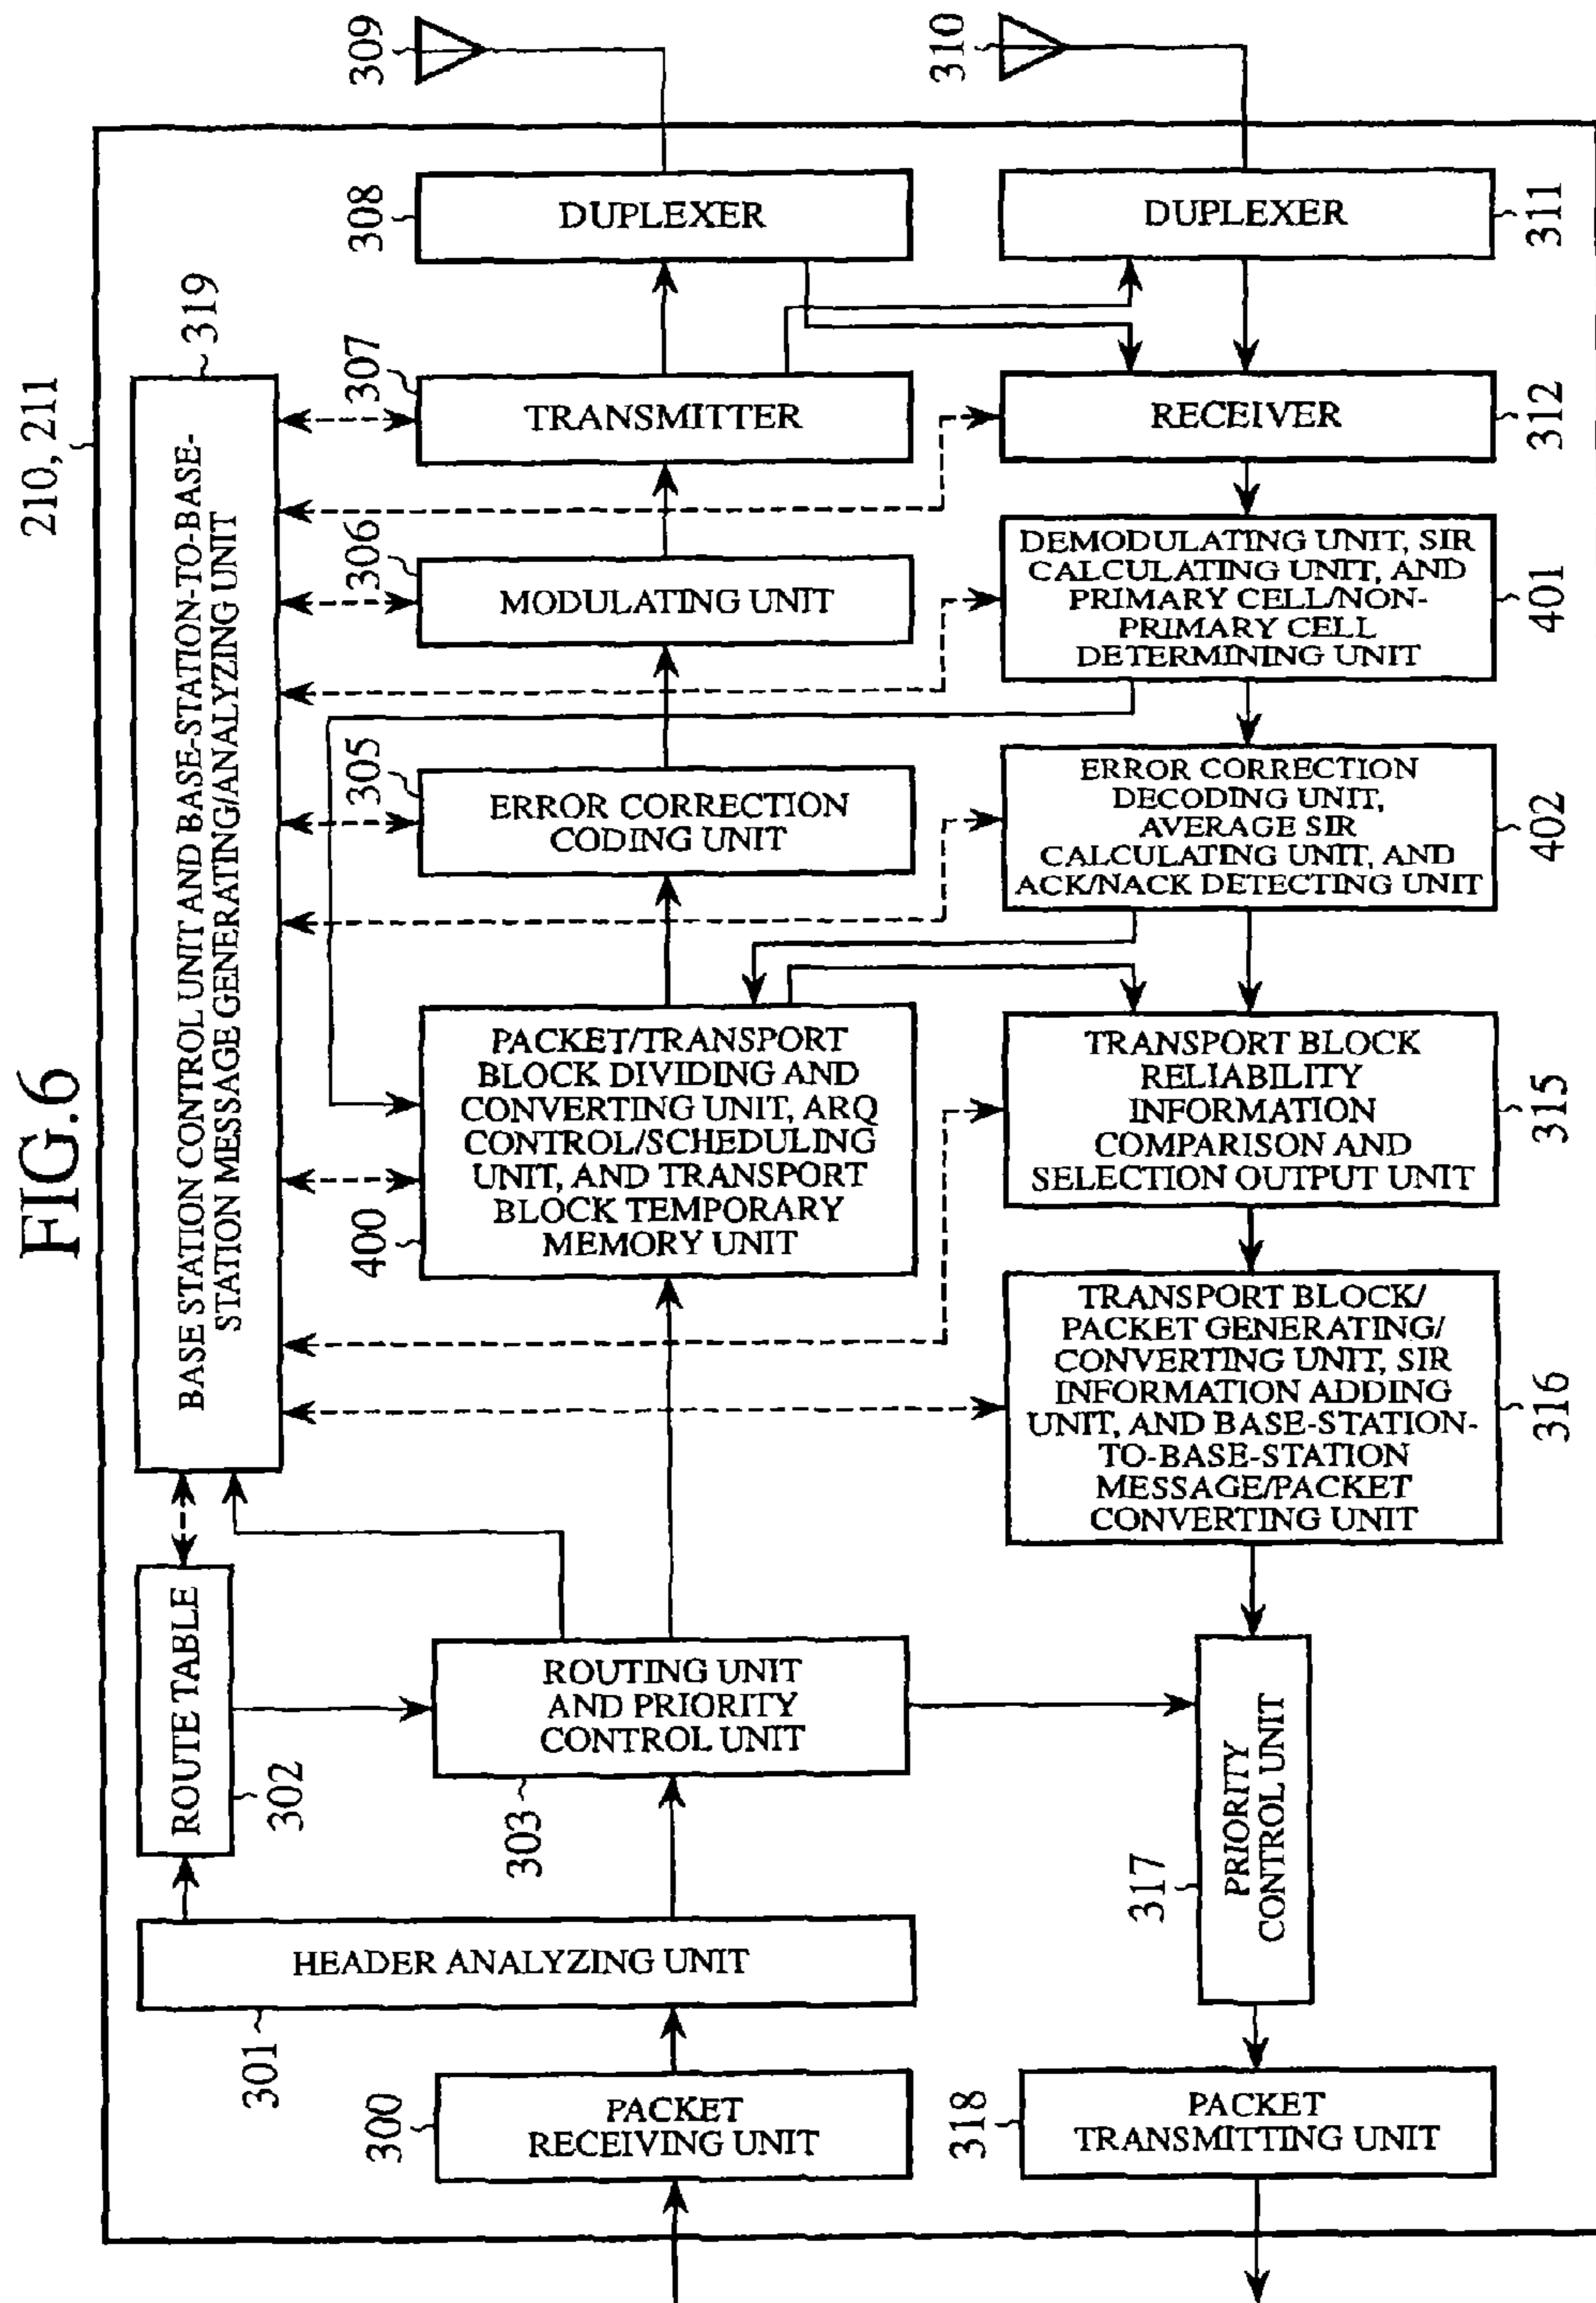 FIG.6
210, 211
309
310
308
DUPLEXER
DUPLEXER
311
319
BASE STATION CONTROL UNIT AND BASE-STATION-TO-BASE-
STATION MESSAGE GENERATING/ANALYZING UNIT
307
TRANSMITTER
RECEIVER
312
306
MODULATING UNIT
DEMODULATING UNIT, SIR
CALCULATING UNIT, AND
PRIMARY CELL/NON-
PRIMARY CELL
DETERMINING UNIT
401
305
ERROR CORRECTION
CODING UNIT
ERROR CORRECTION
DECODING UNIT,
AVERAGE SIR
CALCULATING UNIT, AND
ACK/NACK DETECTING UNIT
402
400
PACKET/TRANSPORT
BLOCK DIVIDING AND
CONVERTING UNIT, ARQ
CONTROL/SCHEDULING
UNIT, AND TRANSPORT
BLOCK TEMPORARY
MEMORY UNIT
TRANSPORT BLOCK
RELIABILITY
INFORMATION
COMPARISON AND
SELECTION OUTPUT UNIT
315
TRANSPORT BLOCK/
PACKET GENERATING/
CONVERTING UNIT, SIR
INFORMATION ADDING
UNIT, AND BASE-STATION-
TO-BASE-STATION
MESSAGE/PACKET
CONVERTING UNIT
316
ROUTE TABLE
302
ROUTING UNIT
AND PRIORITY
CONTROL UNIT
303
317
PRIORITY
CONTROL UNIT
HEADER ANALYZING UNIT
301
300
PACKET
RECEIVING UNIT
318
PACKET
TRANSMITTING UNIT